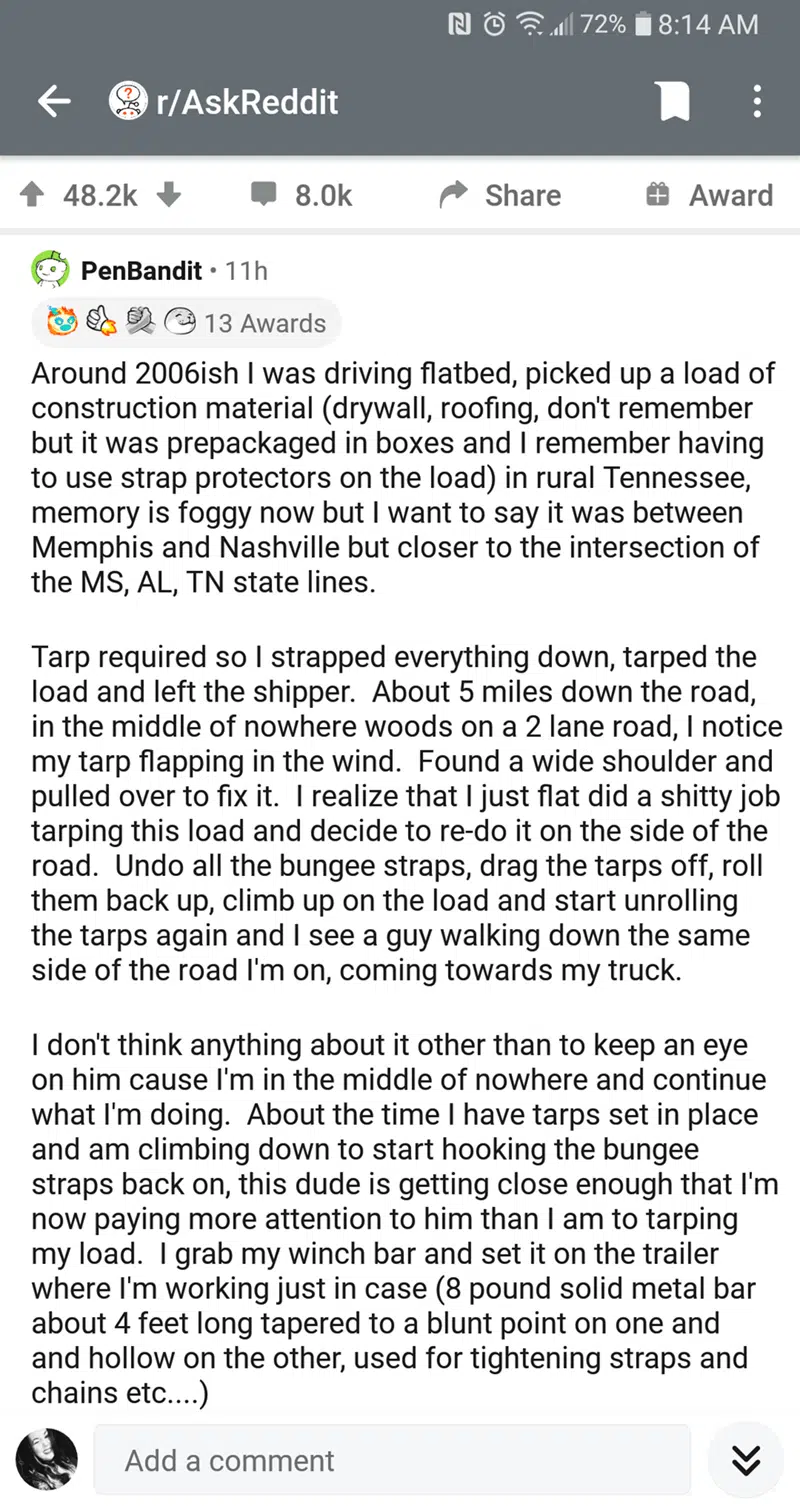 72% 8:14 AM
r/AskReddit
48.2k 8.0k Share Award
PenBandit • 11h
13 Awards
Around 2006ish I was driving flatbed, picked up a load of
construction material (drywall, roofing, don't remember
but it was prepackaged in boxes and I remember having
to use strap protectors on the load) in rural Tennessee,
memory is foggy now but I want to say it was between
Memphis and Nashville but closer to the intersection of
the MS, AL, TN state lines.
Tarp required so I strapped everything down, tarped the
load and left the shipper. About 5 miles down the road,
in the middle of nowhere woods on a 2 lane road, I notice
my tarp flapping in the wind. Found a wide shoulder and
pulled over to fix it. I realize that I just flat did a shitty job
tarping this load and decide to re-do it on the side of the
road. Undo all the bungee straps, drag the tarps off, roll
them back up, climb up on the load and start unrolling
the tarps again and I see a guy walking down the same
side of the road I'm on, coming towards my truck.
I don't think anything about it other than to keep an eye
on him cause I'm in the middle of nowhere and continue
what I'm doing. About the time I have tarps set in place
and am climbing down to start hooking the bungee
straps back on, this dude is getting close enough that I'm
now paying more attention to him than I am to tarping
my load. I grab my winch bar and set it on the trailer
where I'm working just in case (8 pound solid metal bar
about 4 feet long tapered to a blunt point on one and
and hollow on the other, used for tightening straps and
chains etc....)
Add a comment